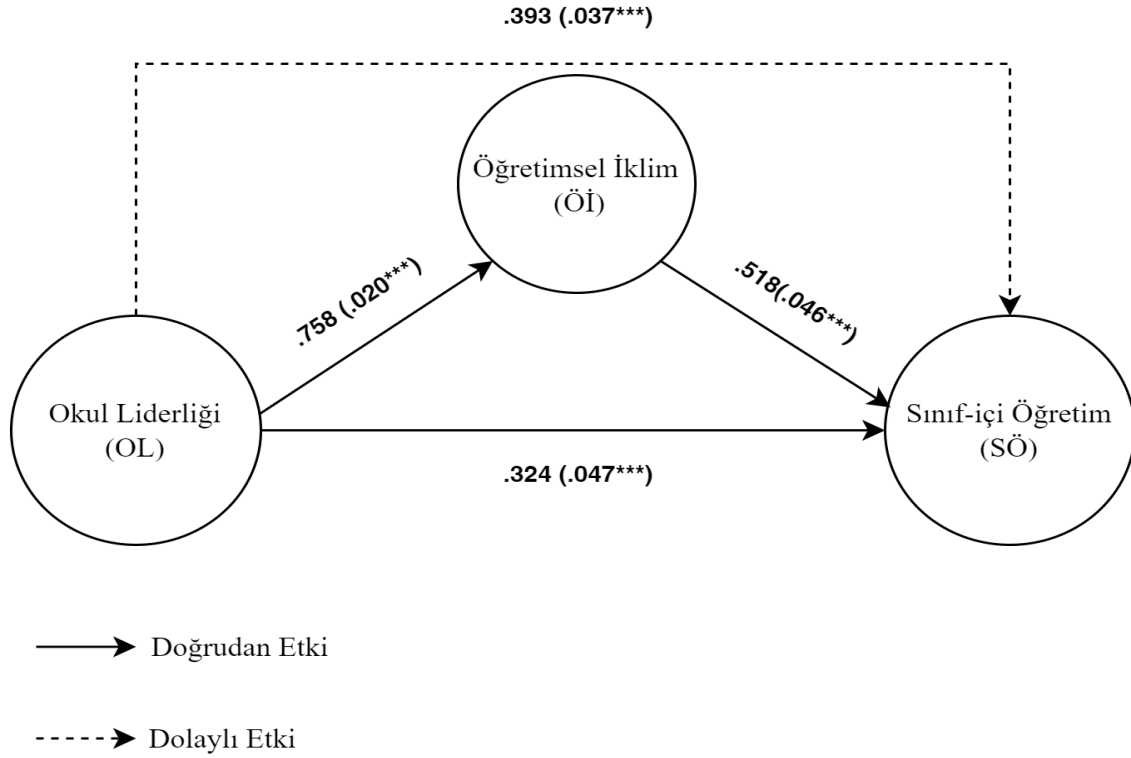 .393 (.037***)
Öğretimsel İklim
(Öİ)
.758 (.020***)
.518(.046***)
Okul Liderliği
(OL)
Sınıf-içi Öğretim
(SÖ)
.324 (.047***)
Doğrudan Etki
Dolaylı Etki